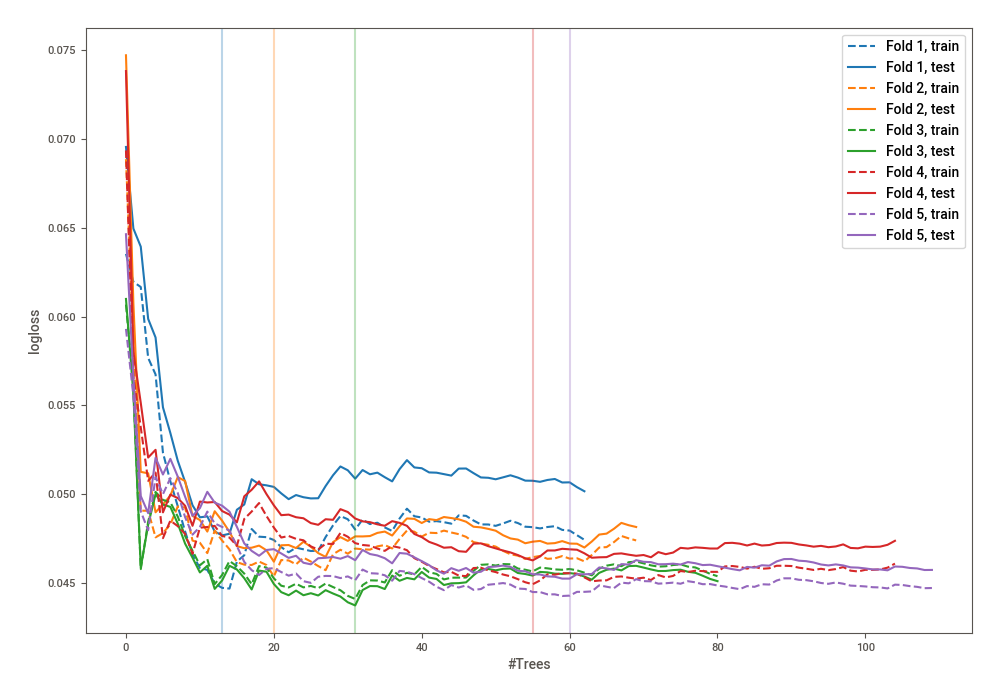 0.075
0.070
0.065
0.060
0.055
0.050
0.045
logloss
0
20
40
60
80
100
#Trees
Fold 1, train
Fold 1, test
Fold 2, train
Fold 2, test
Fold 3, train
Fold 3, test
Fold 4, train
Fold 4, test
Fold 5, train
Fold 5, test